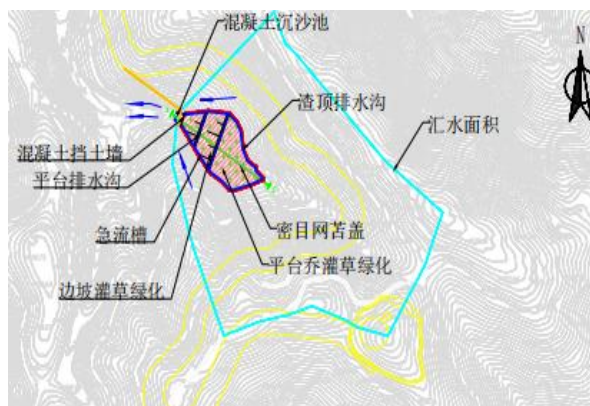 混凝土沉沙池
N
渣顶排水沟
汇水面积
混凝土挡土墙
平台排水沟
急流槽
密目网苫盖
平台乔灌草绿化
边坡灌草绿化